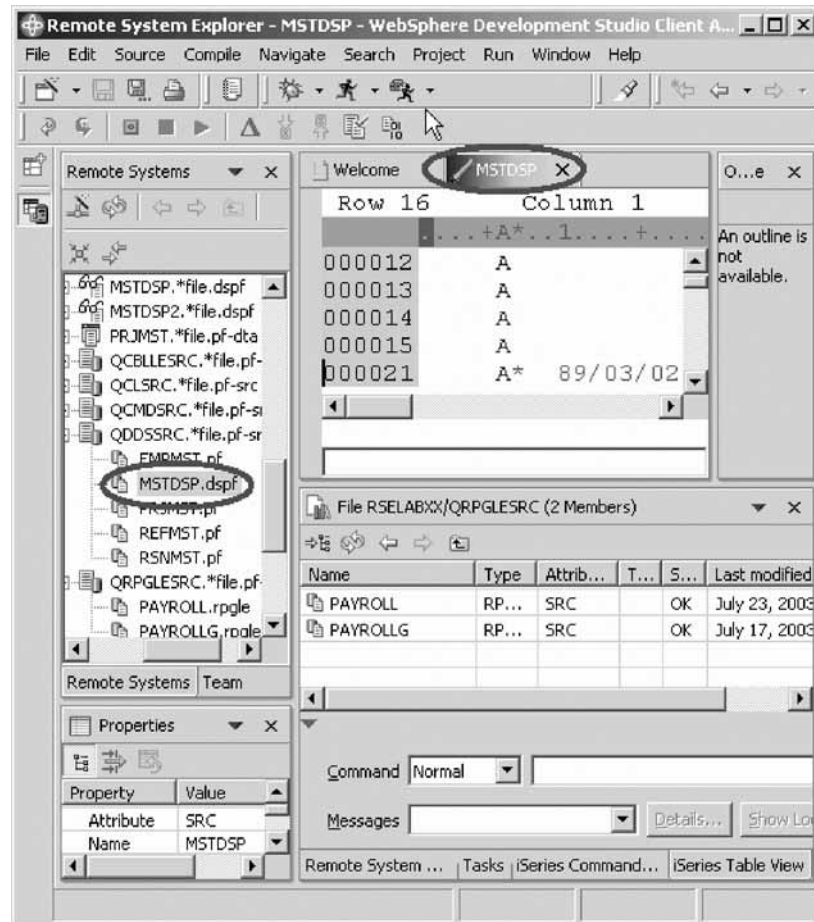 Remote System Explorer - MSTDSP - WebSphere Development Studio Client A...
File Edit Source Compile Navigate Search Project Run Window Help
Remote Systems
MSTDSP.*file.dspf
MSTDSP2.*file.dspf
PRJMST.*file.pf-dta
QCBLLESRC.*file.pf-
QCLSRC.*file.pf-src
QCMDSRC.*file.pf-sr
QDDSSRC.*file.pf-sr
EMPMST.pf
MSTDSP.dspf
PRSMST.pf
REFMST.pf
RSNMST.pf
QRPGLESRC.*file.pf-
PAYROLL.rpgle
PAYROLLG.rpgle
Remote Systems Team
Properties
Property Value
Attribute SRC
Name MSTDSP
Welcome MSTDSP
Row 16 Column 1
. . . . +A* . . 1 . . . . + . . . .
000012 A
000013 A
000014 A
000015 A
000021 A* 89/03/02
O...e
An outline is
not
available.
File RSELABXX/QRPGLESRC (2 Members)
Name Type Attrib... T... S... Last modified
PAYROLL RP... SRC OK July 23, 2003
PAYROLLG RP... SRC OK July 17, 2003
Command Normal
Messages Details... Show Lo
Remote System ... Tasks iSeries Command... iSeries Table View